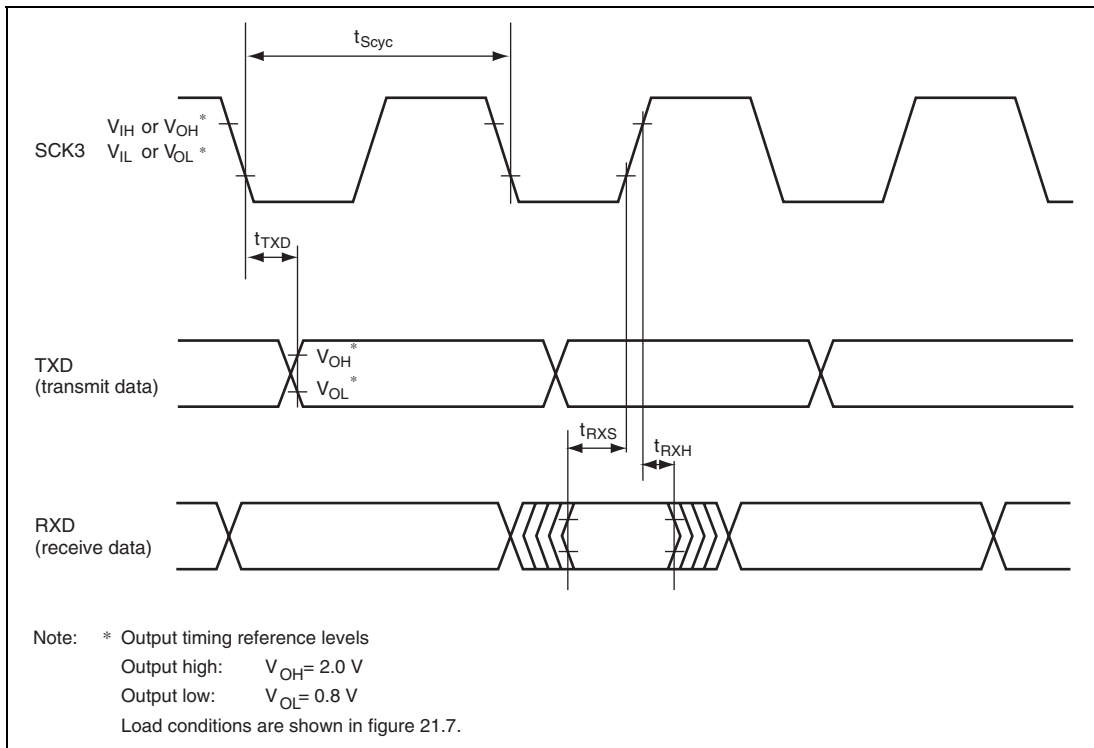 tScyc
VIH or VOH*
SCK3
VIL or VOL*
tTXD
TXD
(transmit data)
VOH*
VOL*
tRXS
tRXH
RXD
(receive data)
Note: * Output timing reference levels
Output high: VOH= 2.0 V
Output low: VOL= 0.8 V
Load conditions are shown in figure 21.7.